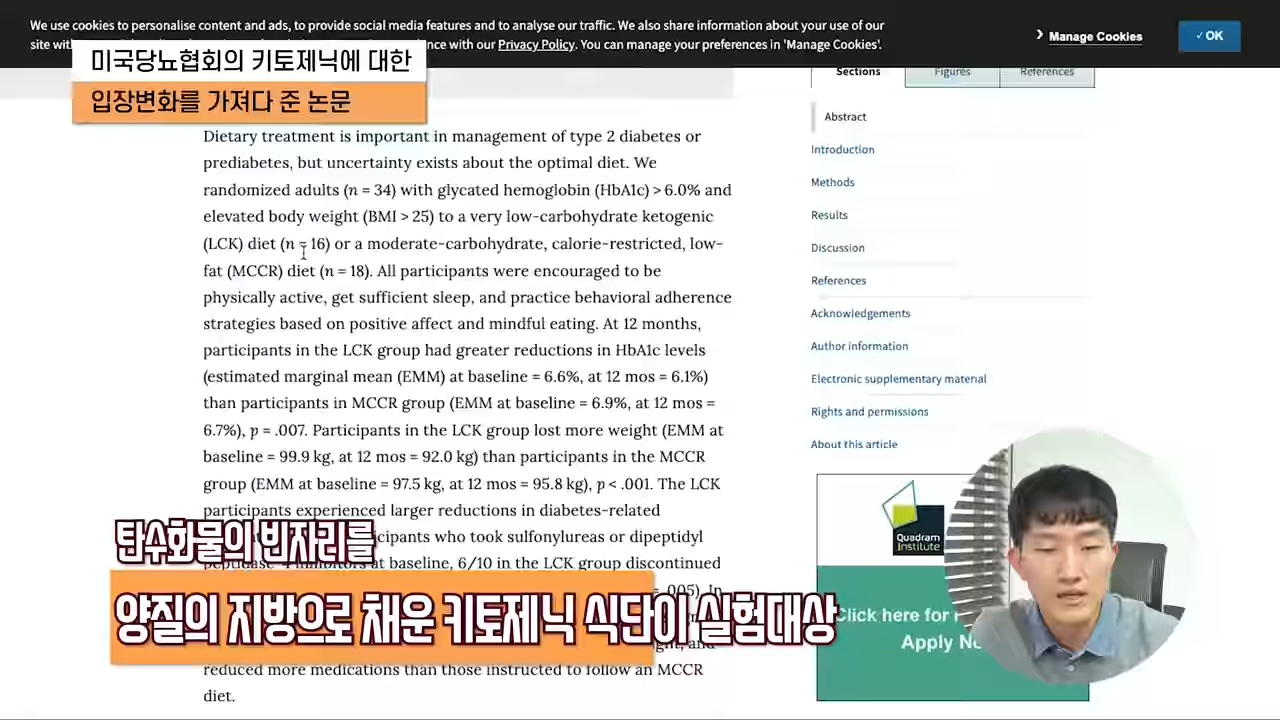 We use cookies to personalise content and ads, to provide social media features and to analyse our traffic. We also share information about your use of our
site with ence with our Privacy Policy. You can manage your preferences in 'Manage Cookies'.
Manage Cookies
✓OK
미국당뇨협회의 키토제닉에 대한
입장변화를 가져다 준 논문
Sections
Figures
References
Dietary treatment is important in management of type 2 diabetes or
prediabetes, but uncertainty exists about the optimal diet. We
randomized adults (n = 34) with glycated hemoglobin (HbA1c) > 6.0% and
elevated body weight (BMI > 25) to a very low-carbohydrate ketogenic
(LCK) diet (n = 16) or a moderate-carbohydrate, calorie-restricted, low-
fat (MCCR) diet (n = 18). All participants were encouraged to be
physically active, get sufficient sleep, and practice behavioral adherence
strategies based on positive affect and mindful eating. At 12 months,
participants in the LCK group had greater reductions in HbA1c levels
(estimated marginal mean (EMM) at baseline = 6.6%, at 12 mos = 6.1%)
than participants in MCCR group (EMM at baseline = 6.9%, at 12 mos =
6.7%), p = .007. Participants in the LCK group lost more weight (EMM at
baseline = 99.9 kg, at 12 mos = 92.0 kg) than participants in the MCCR
group (EMM at baseline = 97.5 kg, at 12 mos = 95.8 kg), p < .001. The LCK
participants experienced larger reductions in diabetes-related
cipants who took sulfonylureas or dipeptidyl
at baseline, 6/10 in the LCK group discontinued
= .005). In
reduced more medications than those instructed to follow an MCCR
diet.
탄수화물의 빈자리를
양질의 지방으로 채운 키토제닉 식단이 실험대상
Abstract
Introduction
Methods
Results
Discussion
References
Acknowledgements
Author information
Electronic supplementary material
Rights and permissions
About this article
Quadram
Institute
Click here for
Apply No